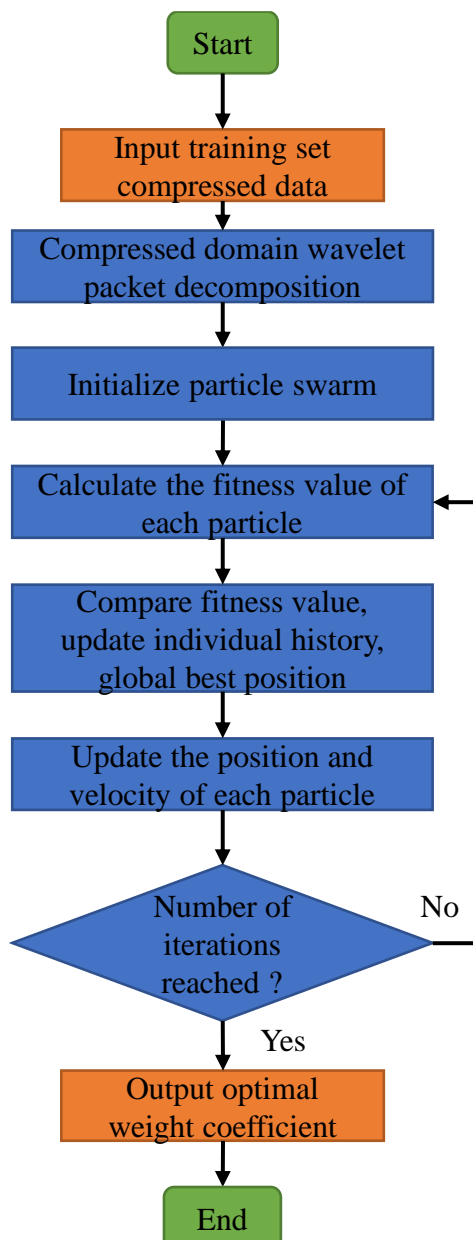 Start
Input training set
compressed data
Compressed domain wavelet
packet decomposition
Initialize particle swarm
Calculate the fitness value of
each particle
Compare fitness value,
update individual history,
global best position
Update the position and
velocity of each particle
Number of
iterations
reached ?
No
Yes
Output optimal
weight coefficient
End